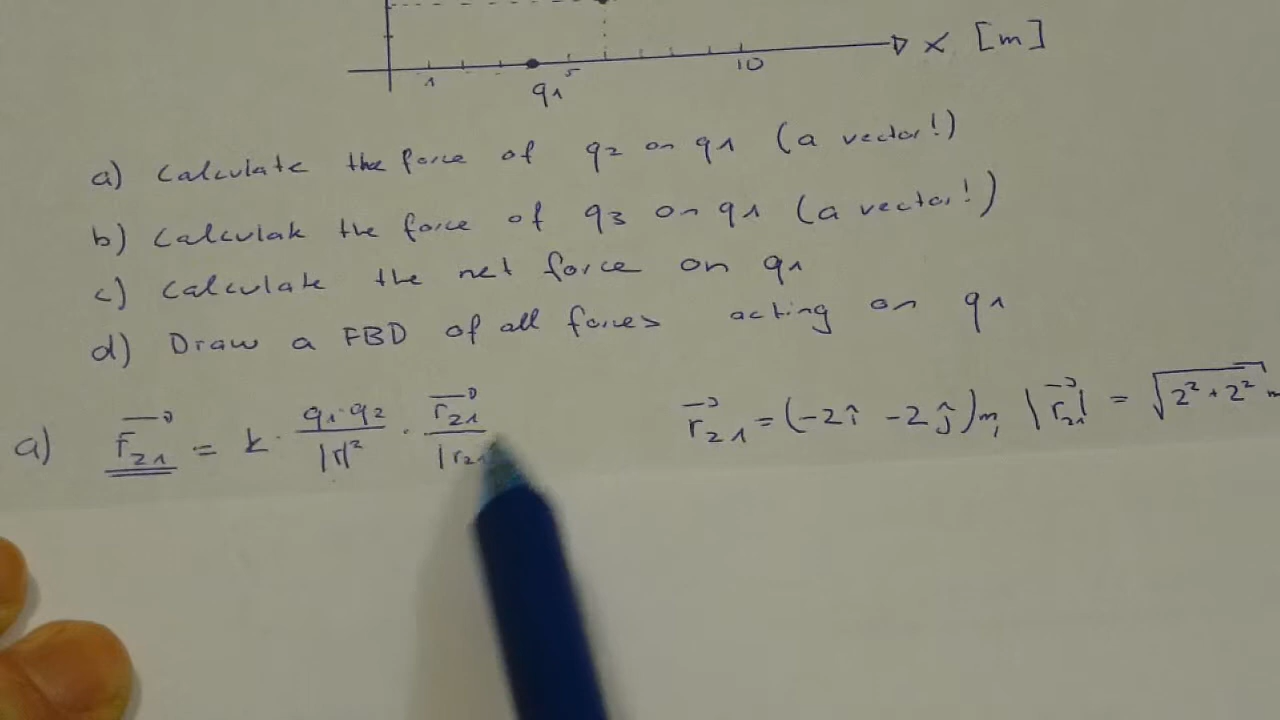 x [m]
1 5 10
q1
a) Calculate the force of q2 on q1 (a vector!)
b) Calculate the force of q3 on q1 (a vector!)
c) Calculate the net force on q1
d) Draw a FBD of all forces acting on q1
a) F21 = k · q1·q2 / |r|² · r21 / |r21 r21 = (-2î -2ĵ)m, |r21| = √2² + 2² m